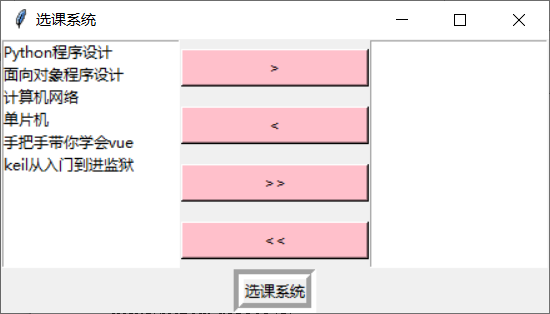 选课系统
Python程序设计
面向对象程序设计
计算机网络
单片机
手把手带你学会vue
keil从入门到进监狱
>
<
>>
<<
选课系统